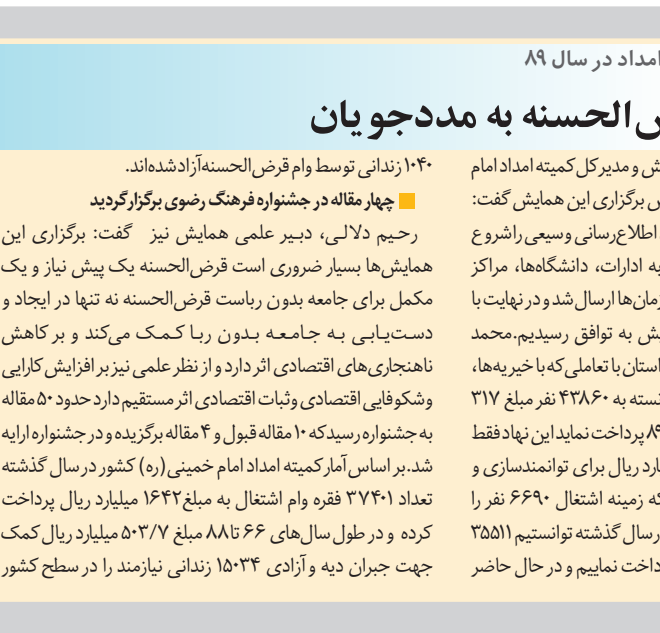 امداد در سال ۸۹
ض‌الحسنه به مددجویان
ش و مدیر کل کمیته امداد امام
برگزاری این همایش گفت:
اطلاع‌رسانی وسیعی را شروع
به ادارات، دانشگاه‌ها، مراکز
زمان‌ها ارسال شد و در نهایت با
یش به توافق رسیدیم. محمد
استان با تعاملی که با خیریه‌ها،
نسته به ۴۳۸۶۰ نفر مبلغ ۳۱۷
۸۹ پرداخت نماید این نهاد فقط
ارد ریال برای توانمندسازی و
که زمینه اشتغال ۶۶۹۰ نفر را
رسال گذشته توانستیم ۳۵۵۱۱
داخت نماییم و در حال حاضر
۱۰۴۰ زندانی توسط وام قرض‌الحسنه آزاد شده‌اند.
چهار مقاله در جشنواره فرهنگ رضوی برگزار گردید
رحیم دلالی، دبیر علمی همایش نیز گفت: برگزاری این
همایش‌ها بسیار ضروری است قرض‌الحسنه یک پیش نیاز و یک
مکمل برای جامعه بدون رباست قرض‌الحسنه نه تنها در ایجاد و
دست‌یابی به جامعه بدون ربا کمک می‌کند و بر کاهش
ناهنجاری‌های اقتصادی اثر دارد و از نظر علمی نیز بر افزایش کارایی
وشکوفایی اقتصادی وثبات اقتصادی اثر مستقیم دارد حدود ۵۰ مقاله
به جشنواره رسید که ۱۰ مقاله قبول و ۴ مقاله برگزیده و در جشنواره ارایه
شد. بر اساس آمار کمیته امداد امام خمینی (ره) کشور در سال گذشته
تعداد ۳۷۴۰۱ فقره وام اشتغال به مبلغ ۱۶۴۲ میلیارد ریال پرداخت
کرده و در طول سال‌های ۶۶ تا ۸۸ مبلغ ۵۰۳/۷ میلیارد ریال کمک
جهت جبران دیه و آزادی ۱۵۰۳۴ زندانی نیازمند را در سطح کشور